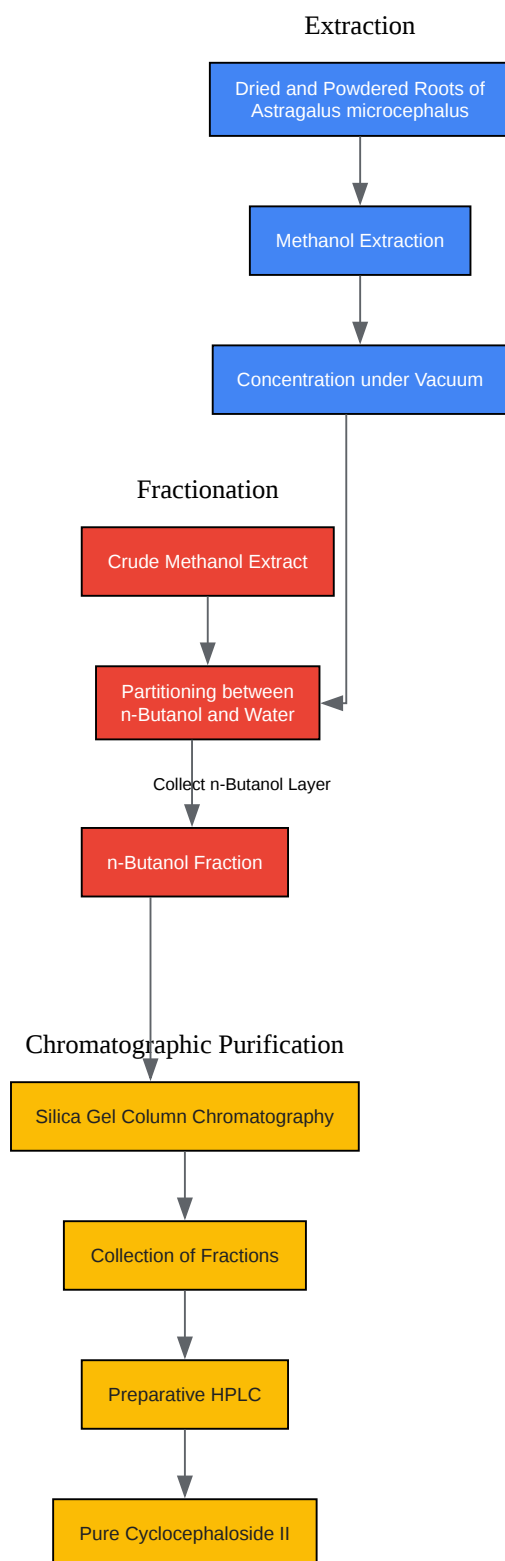 Extraction
Dried and Powdered Roots of
Astragalus microcephalus
Methanol Extraction
Concentration under Vacuum
Fractionation
Crude Methanol Extract
Partitioning between
n-Butanol and Water
Collect n-Butanol Layer
n-Butanol Fraction
Chromatographic Purification
Silica Gel Column Chromatography
Collection of Fractions
Preparative HPLC
Pure Cyclocephaloside II